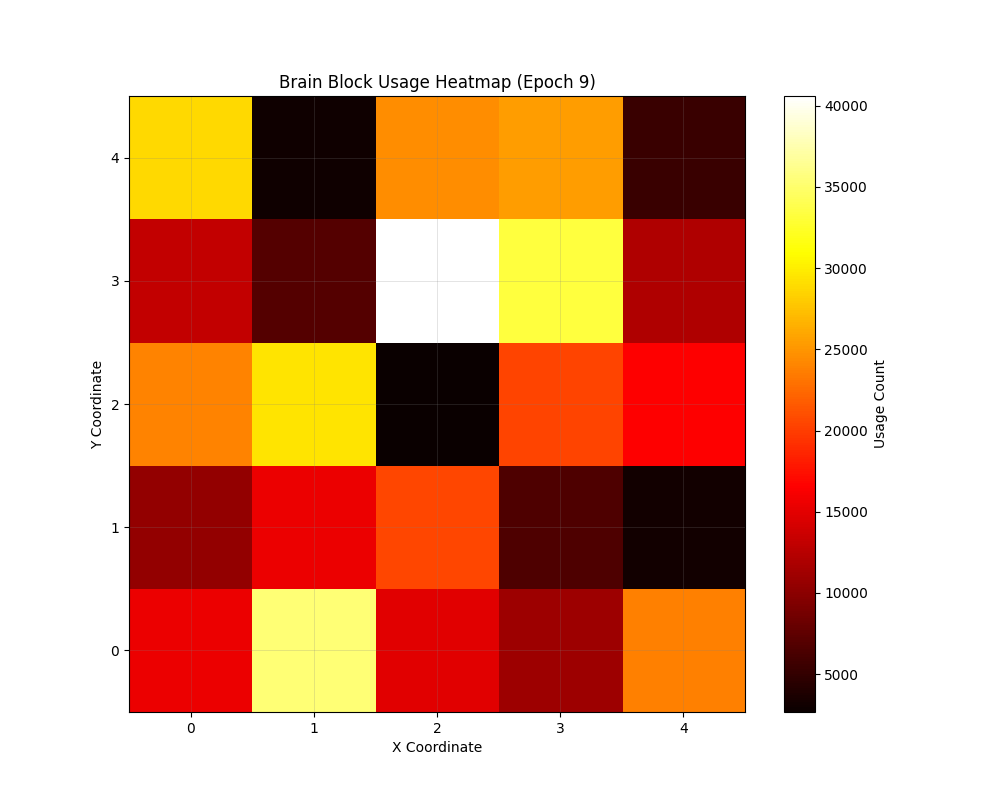 Brain Block Usage Heatmap (Epoch 9)
4
3
2
1
0
Y Coordinate
0 1 2 3 4
X Coordinate
40000
35000
30000
25000
20000
15000
10000
5000
Usage Count